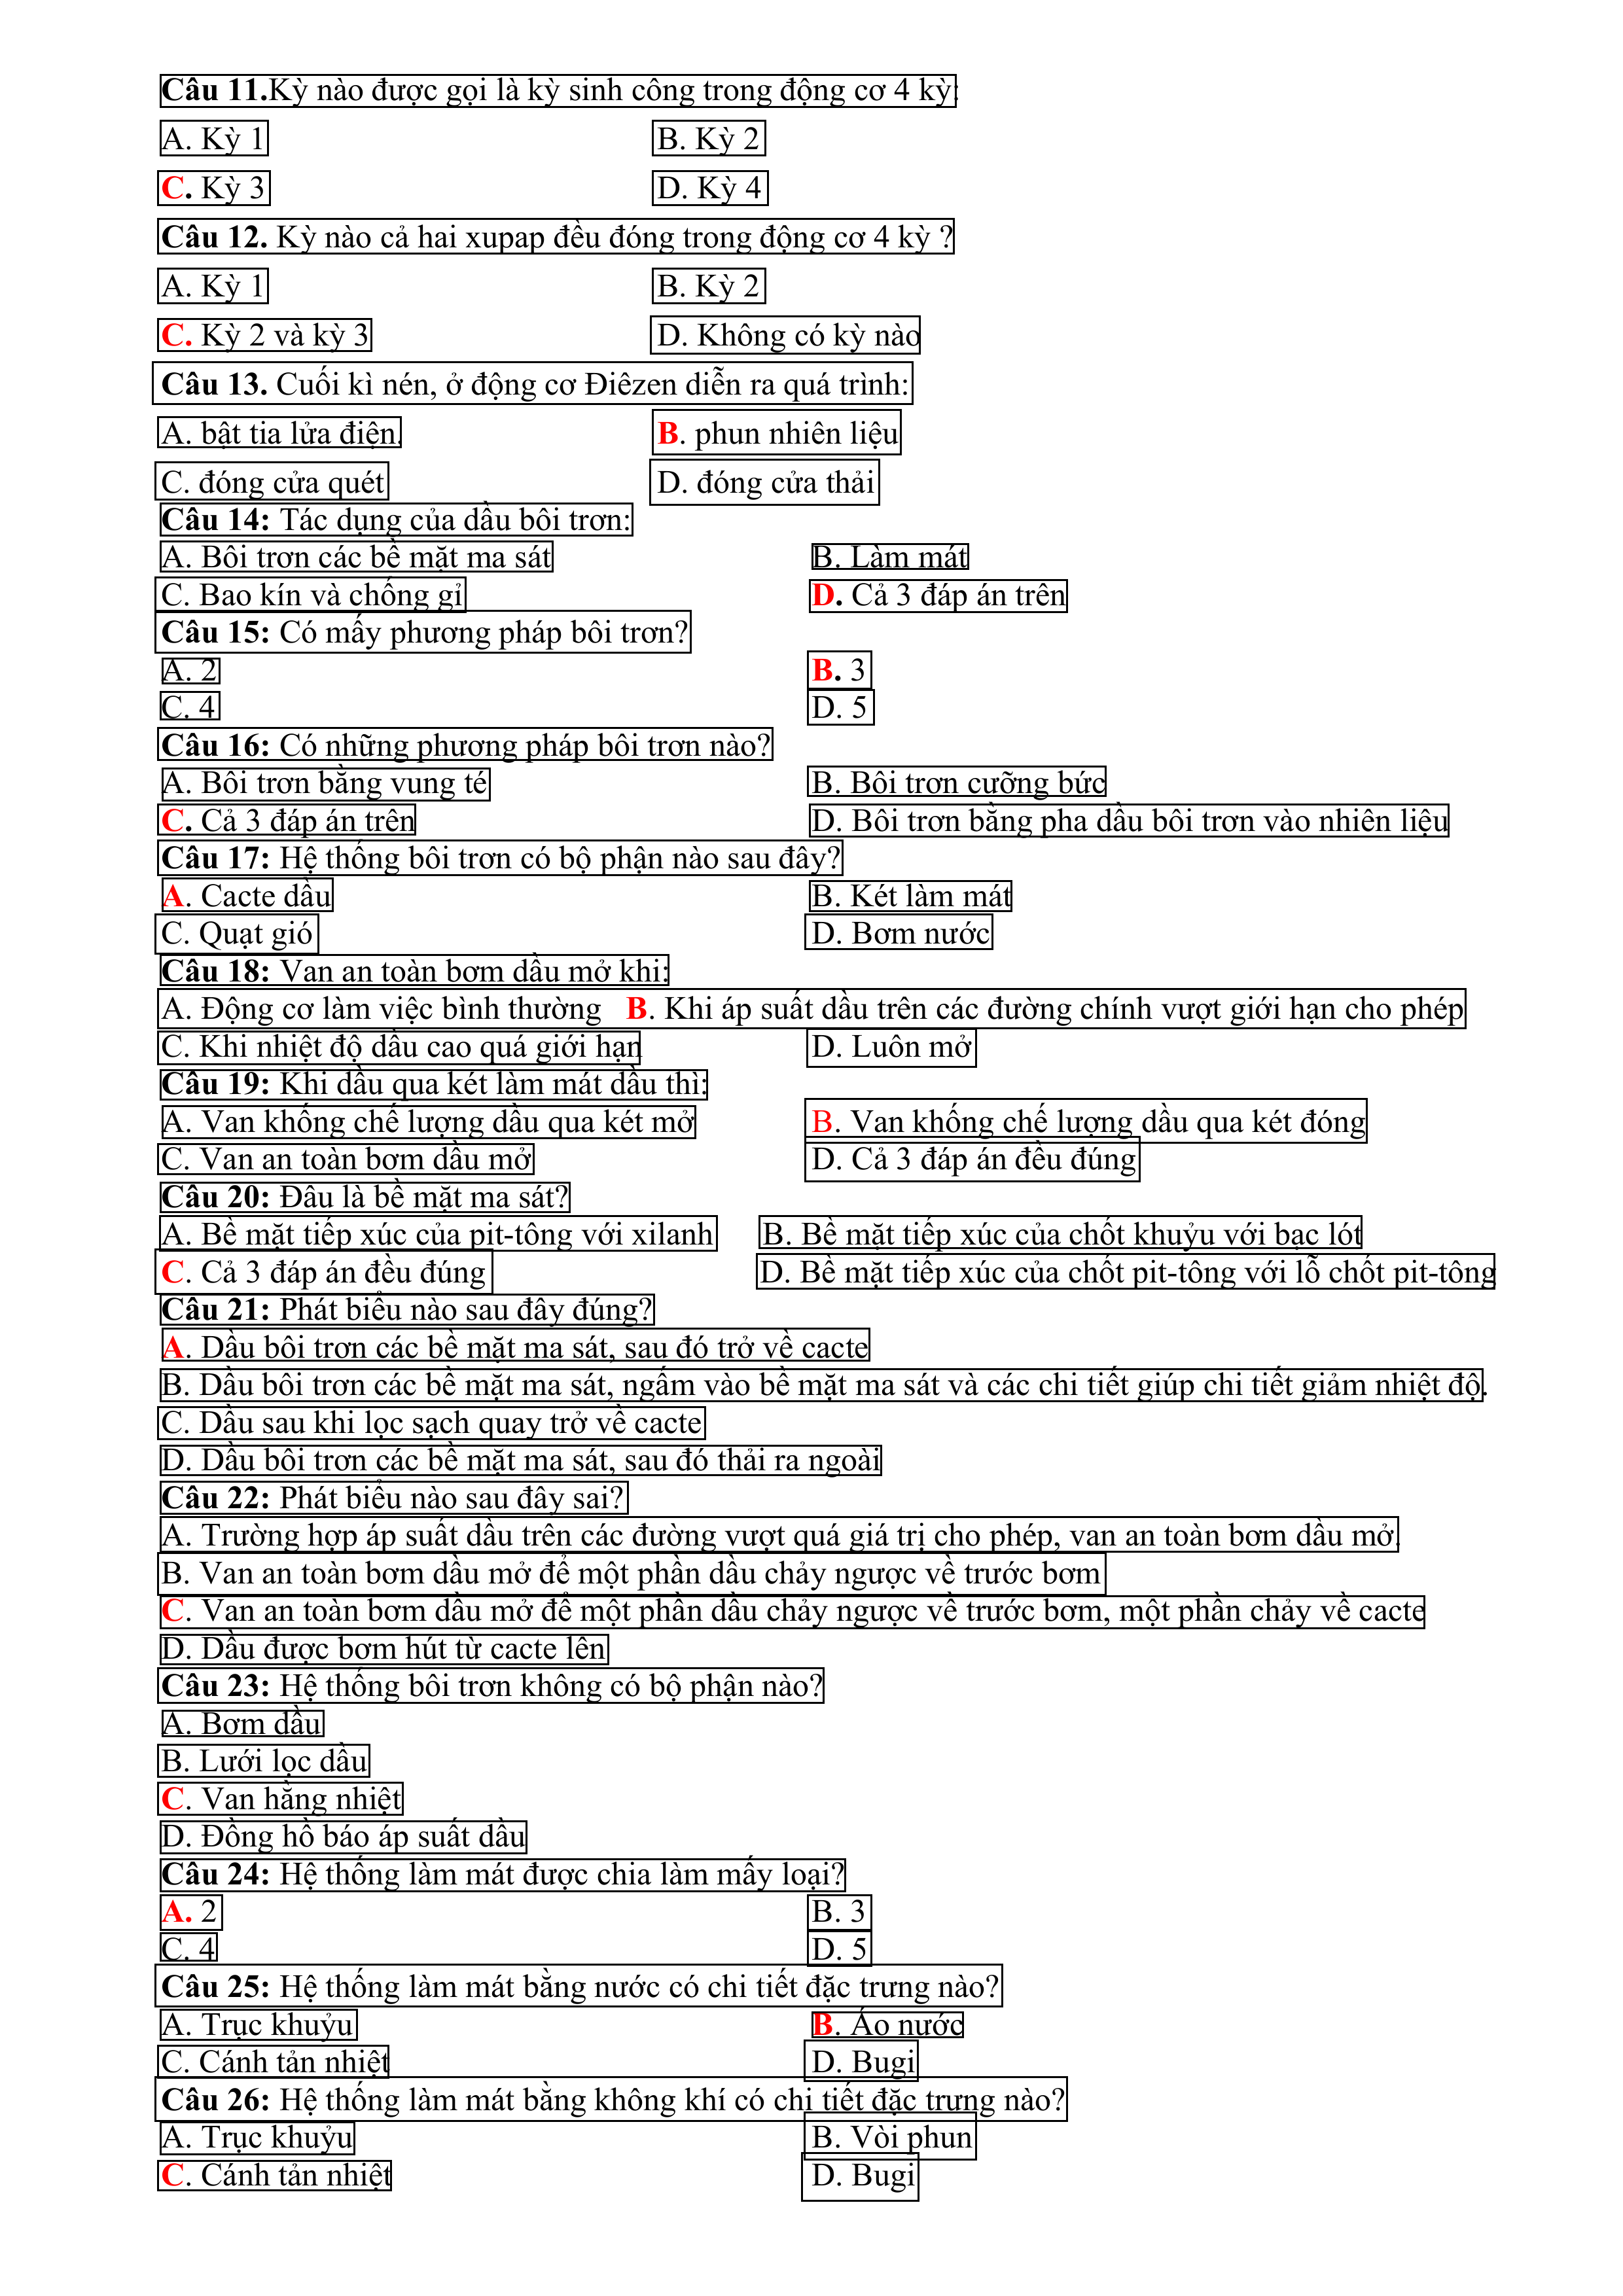 Câu 11.Kỳ nào được gọi là kỳ sinh công trong động cơ 4 kỳ:
A. Kỳ 1 B. Kỳ 2
C. Kỳ 3 D. Kỳ 4
Câu 12. Kỳ nào cả hai xupap đều đóng trong động cơ 4 kỳ ?
A. Kỳ 1 B. Kỳ 2
C. Kỳ 2 và kỳ 3 D. Không có kỳ nào
Câu 13. Cuối kì nén, ở động cơ Điêzen diễn ra quá trình:
A. bật tia lửa điện. B. phun nhiên liệu
C. đóng cửa quét D. đóng cửa thải
Câu 14: Tác dụng của dầu bôi trơn:
A. Bôi trơn các bề mặt ma sát B. Làm mát
C. Bao kín và chống gỉ D. Cả 3 đáp án trên
Câu 15: Có mấy phương pháp bôi trơn?
A. 2 B. 3
C. 4 D. 5
Câu 16: Có những phương pháp bôi trơn nào?
A. Bôi trơn bằng vung té B. Bôi trơn cưỡng bức
C. Cả 3 đáp án trên D. Bôi trơn bằng pha dầu bôi trơn vào nhiên liệu
Câu 17: Hệ thống bôi trơn có bộ phận nào sau đây?
A. Cacte dầu B. Két làm mát
C. Quạt gió D. Bơm nước
Câu 18: Van an toàn bơm dầu mở khi:
A. Động cơ làm việc bình thường B. Khi áp suất dầu trên các đường chính vượt giới hạn cho phép
C. Khi nhiệt độ dầu cao quá giới hạn D. Luôn mở
Câu 19: Khi dầu qua két làm mát dầu thì:
A. Van khống chế lượng dầu qua két mở B. Van khống chế lượng dầu qua két đóng
C. Van an toàn bơm dầu mở D. Cả 3 đáp án đều đúng
Câu 20: Đâu là bề mặt ma sát?
A. Bề mặt tiếp xúc của pit-tông với xilanh B. Bề mặt tiếp xúc của chốt khuỷu với bạc lót
C. Cả 3 đáp án đều đúng D. Bề mặt tiếp xúc của chốt pit-tông với lỗ chốt pit-tông
Câu 21: Phát biểu nào sau đây đúng?
A. Dầu bôi trơn các bề mặt ma sát, sau đó trở về cacte
B. Dầu bôi trơn các bề mặt ma sát, ngấm vào bề mặt ma sát và các chi tiết giúp chi tiết giảm nhiệt độ.
C. Dầu sau khi lọc sạch quay trở về cacte
D. Dầu bôi trơn các bề mặt ma sát, sau đó thải ra ngoài
Câu 22: Phát biểu nào sau đây sai?
A. Trường hợp áp suất dầu trên các đường vượt quá giá trị cho phép, van an toàn bơm dầu mở.
B. Van an toàn bơm dầu mở để một phần dầu chảy ngược về trước bơm
C. Van an toàn bơm dầu mở để một phần dầu chảy ngược về trước bơm, một phần chảy về cacte
D. Dầu được bơm hút từ cacte lên
Câu 23: Hệ thống bôi trơn không có bộ phận nào?
A. Bơm dầu
B. Lưới lọc dầu
C. Van hằng nhiệt
D. Đồng hồ báo áp suất dầu
Câu 24: Hệ thống làm mát được chia làm mấy loại?
A. 2 B. 3
C. 4 D. 5
Câu 25: Hệ thống làm mát bằng nước có chi tiết đặc trưng nào?
A. Trục khuỷu B. Áo nước
C. Cánh tản nhiệt D. Bugi
Câu 26: Hệ thống làm mát bằng không khí có chi tiết đặc trưng nào?
A. Trục khuỷu B. Vòi phun
C. Cánh tản nhiệt D. Bugi